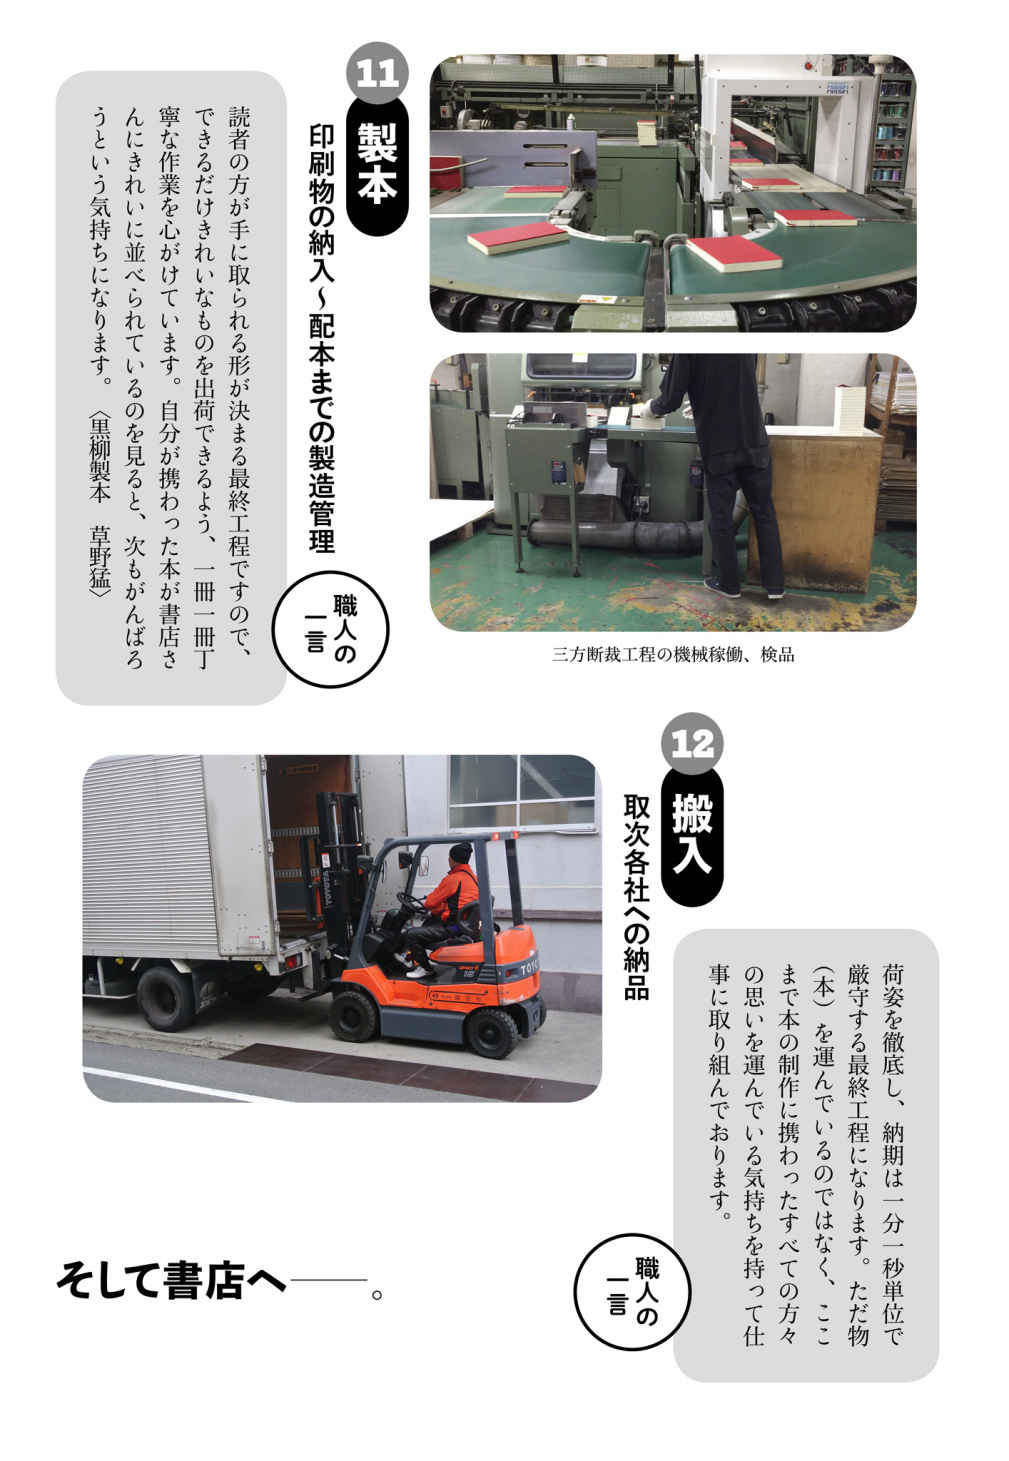 11
製本
印刷物の納入～配本までの製造管理
職人の
一言
読者の方が手に取られる形が決まる最終工程ですので、
できるだけきれいなものを出荷できるよう、一冊一冊丁
寧な作業を心がけています。自分が携わった本が書店さ
んにきれいに並べられているのを見ると、次もがんばろ
うという気持ちになります。〈黒柳製本　草野猛〉
三方断裁工程の機械稼働、検品
12
搬入
取次各社への納品
荷姿を徹底し、納期は一分一秒単位で
厳守する最終工程になります。ただ物
（本）を運んでいるのではなく、ここ
まで本の制作に携わったすべての方々
の思いを運んでいる気持ちを持って仕
事に取り組んでおります。
職人の
一言
TOYOTA
そして書店へ――。